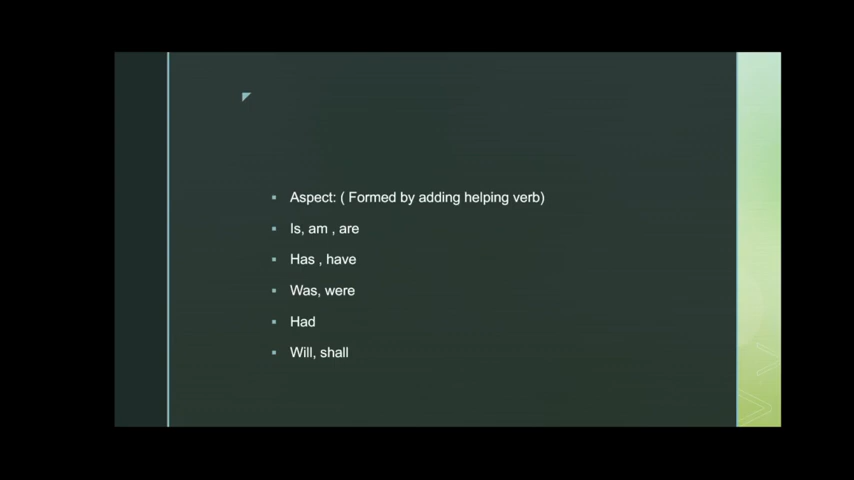 Aspect: ( Formed by adding helping verb)
Is, am , are
Has , have
Was, were
Had
Will, shall